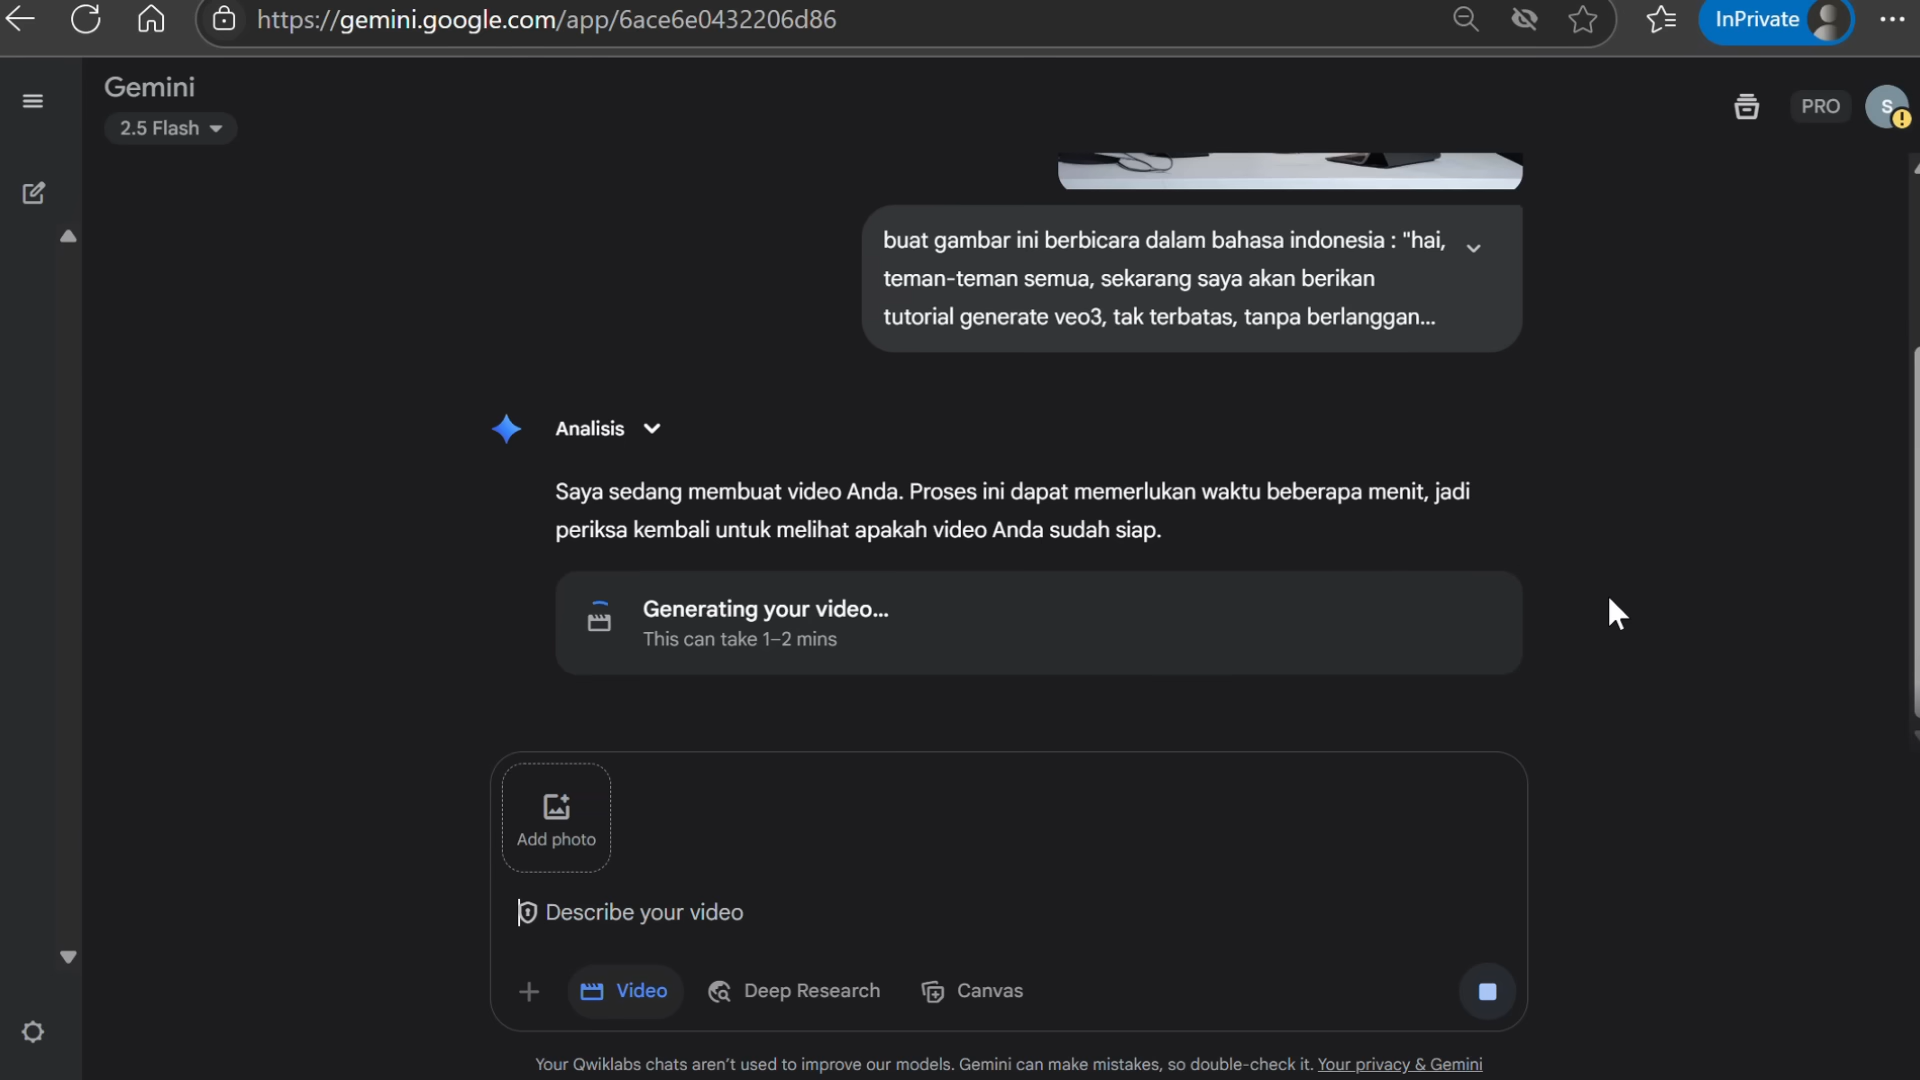 https://gemini.google.com/app/6ace6e0432206d86
InPrivate
Gemini
2.5 Flash
PRO
S
buat gambar ini berbicara dalam bahasa indonesia : "hai,
teman-teman semua, sekarang saya akan berikan
tutorial generate veo3, tak terbatas, tanpa berlanggan...
Analisis
Saya sedang membuat video Anda. Proses ini dapat memerlukan waktu beberapa menit, jadi
periksa kembali untuk melihat apakah video Anda sudah siap.
Generating your video...
This can take 1–2 mins
Add photo
Describe your video
Video
Deep Research
Canvas
Your Qwiklabs chats aren't used to improve our models. Gemini can make mistakes, so double-check it. Your privacy & Gemini